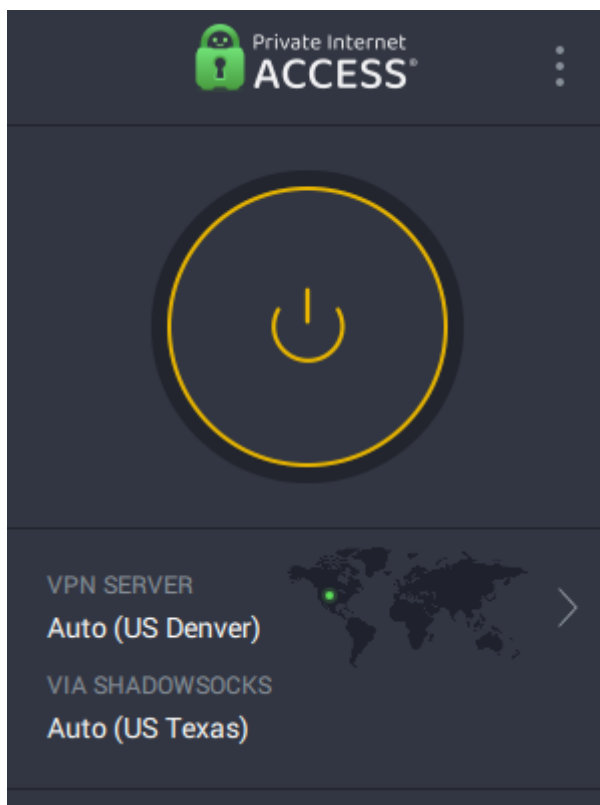 Private Internet
ACCESS®
VPN SERVER
Auto (US Denver)
VIA SHADOWSOCKS
Auto (US Texas)